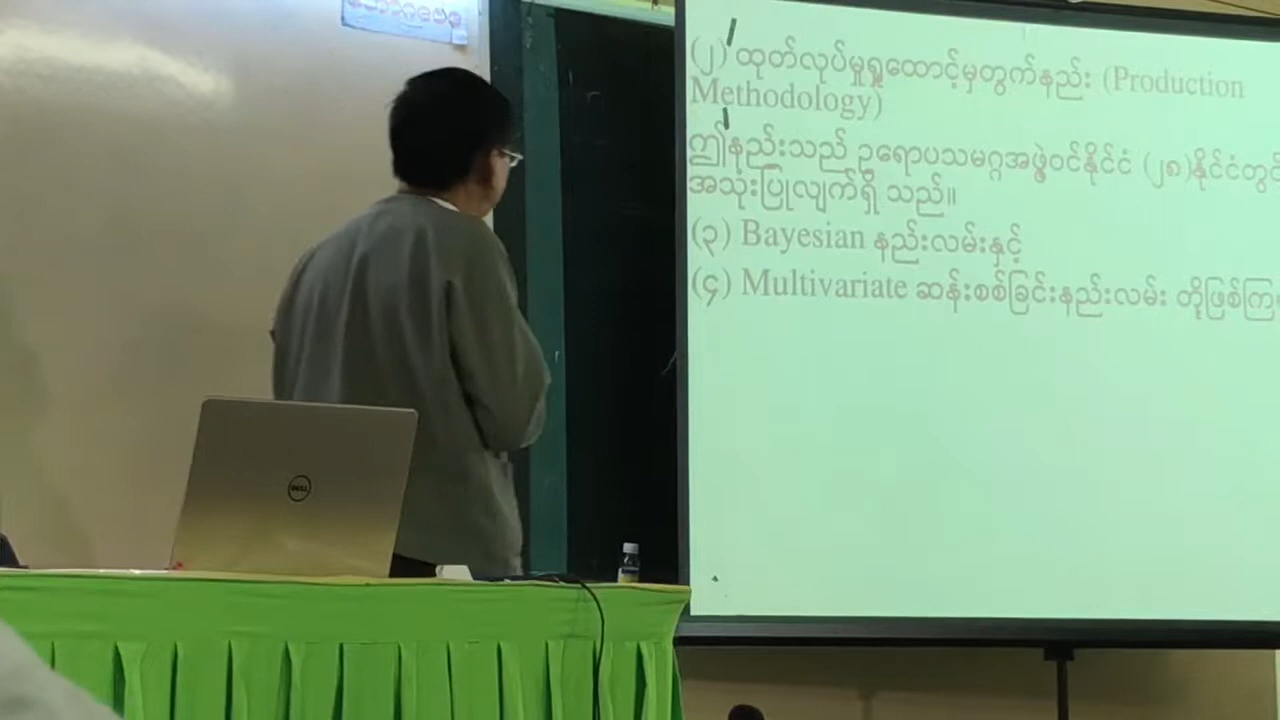 (၂) ထုတ်လုပ်မှုရှုထောင့်မှတွက်နည်း (Production
Methodology)
ဤနည်းသည် ဥရောပသမဂ္ဂအဖွဲ့ဝင်နိုင်ငံ (၂၈)နိုင်ငံတွင်
အသုံးပြုလျက်ရှိ သည်။
(၃) Bayesian နည်းလမ်းနှင့်
(၄) Multivariate ဆန်းစစ်ခြင်းနည်းလမ်း တို့ဖြစ်ကြ
DELL